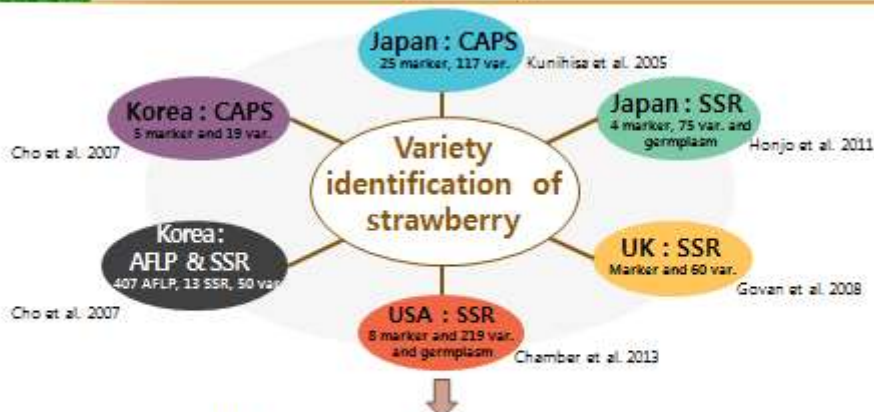 Japan : CAPS
25 marker, 117 var.
Kunihisa et al. 2005
Korea : CAPS
5 marker and 19 var.
Cho et al. 2007
Japan : SSR
4 marker, 75 var. and
germplasm
Honjo et al. 2011
Variety
identification of
strawberry
Korea:
AFLP & SSR
407 AFLP, 13 SSR, 50 var
Cho et al. 2007
UK : SSR
Marker and 60 var.
Govan et al. 2008
USA : SSR
8 marker and 219 var.
and germplasm
Chamber et al. 2013